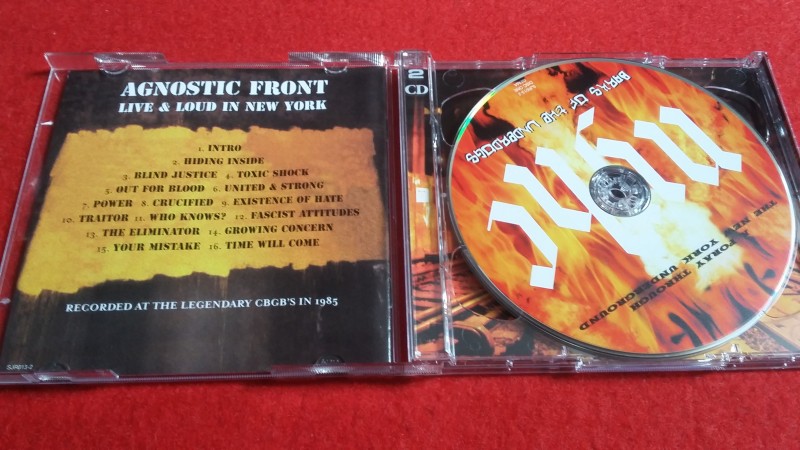 AGNOSTIC FRONT
LIVE & LOUD IN NEW YORK
1. INTRO
2. HIDING INSIDE
3. BLIND JUSTICE 4. TOXIC SHOCK
5. OUT FOR BLOOD 6. UNITED & STRONG
7. POWER 8. CRUCIFIED 9. EXISTENCE OF HATE
10. TRAITOR 11. WHO KNOWS? 12. FASCIST ATTITUDES
13. THE ELIMINATOR 14. GROWING CONCERN
15. YOUR MISTAKE 16. TIME WILL COME
RECORDED AT THE LEGENDARY CBGB'S IN 1985
2
CD
A FORAY THROUGH
THE NEW YORK UNDERGROUND